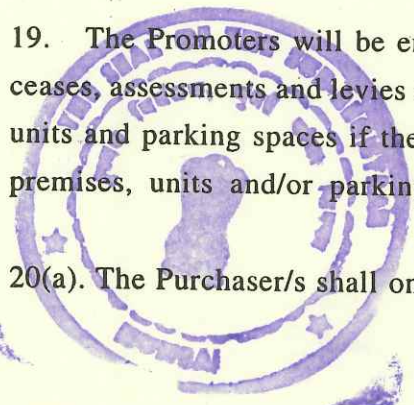 19. The Promoters will be en
ceases, assessments and levies
units and parking spaces if the
premises, units and/or parkin
20(a). The Purchaser/s shall on